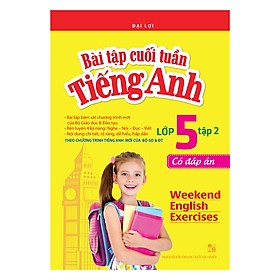 ĐẠI LỢI
Bài tập cuối tuần
Tiếng Anh
- Bài tập bám sát chương trình mới
của Bộ Giáo dục & Đào tạo
- Rèn luyện 4 kỹ năng: Nghe - Nói - Đọc - Viết
- Nội dung chi tiết, rõ ràng, dễ hiểu, hấp dẫn
THEO CHƯƠNG TRÌNH TIẾNG ANH MỚI CỦA BỘ GD & ĐT
LỚP 5 tập 2
Có đáp án
Weekend
English
Exercises